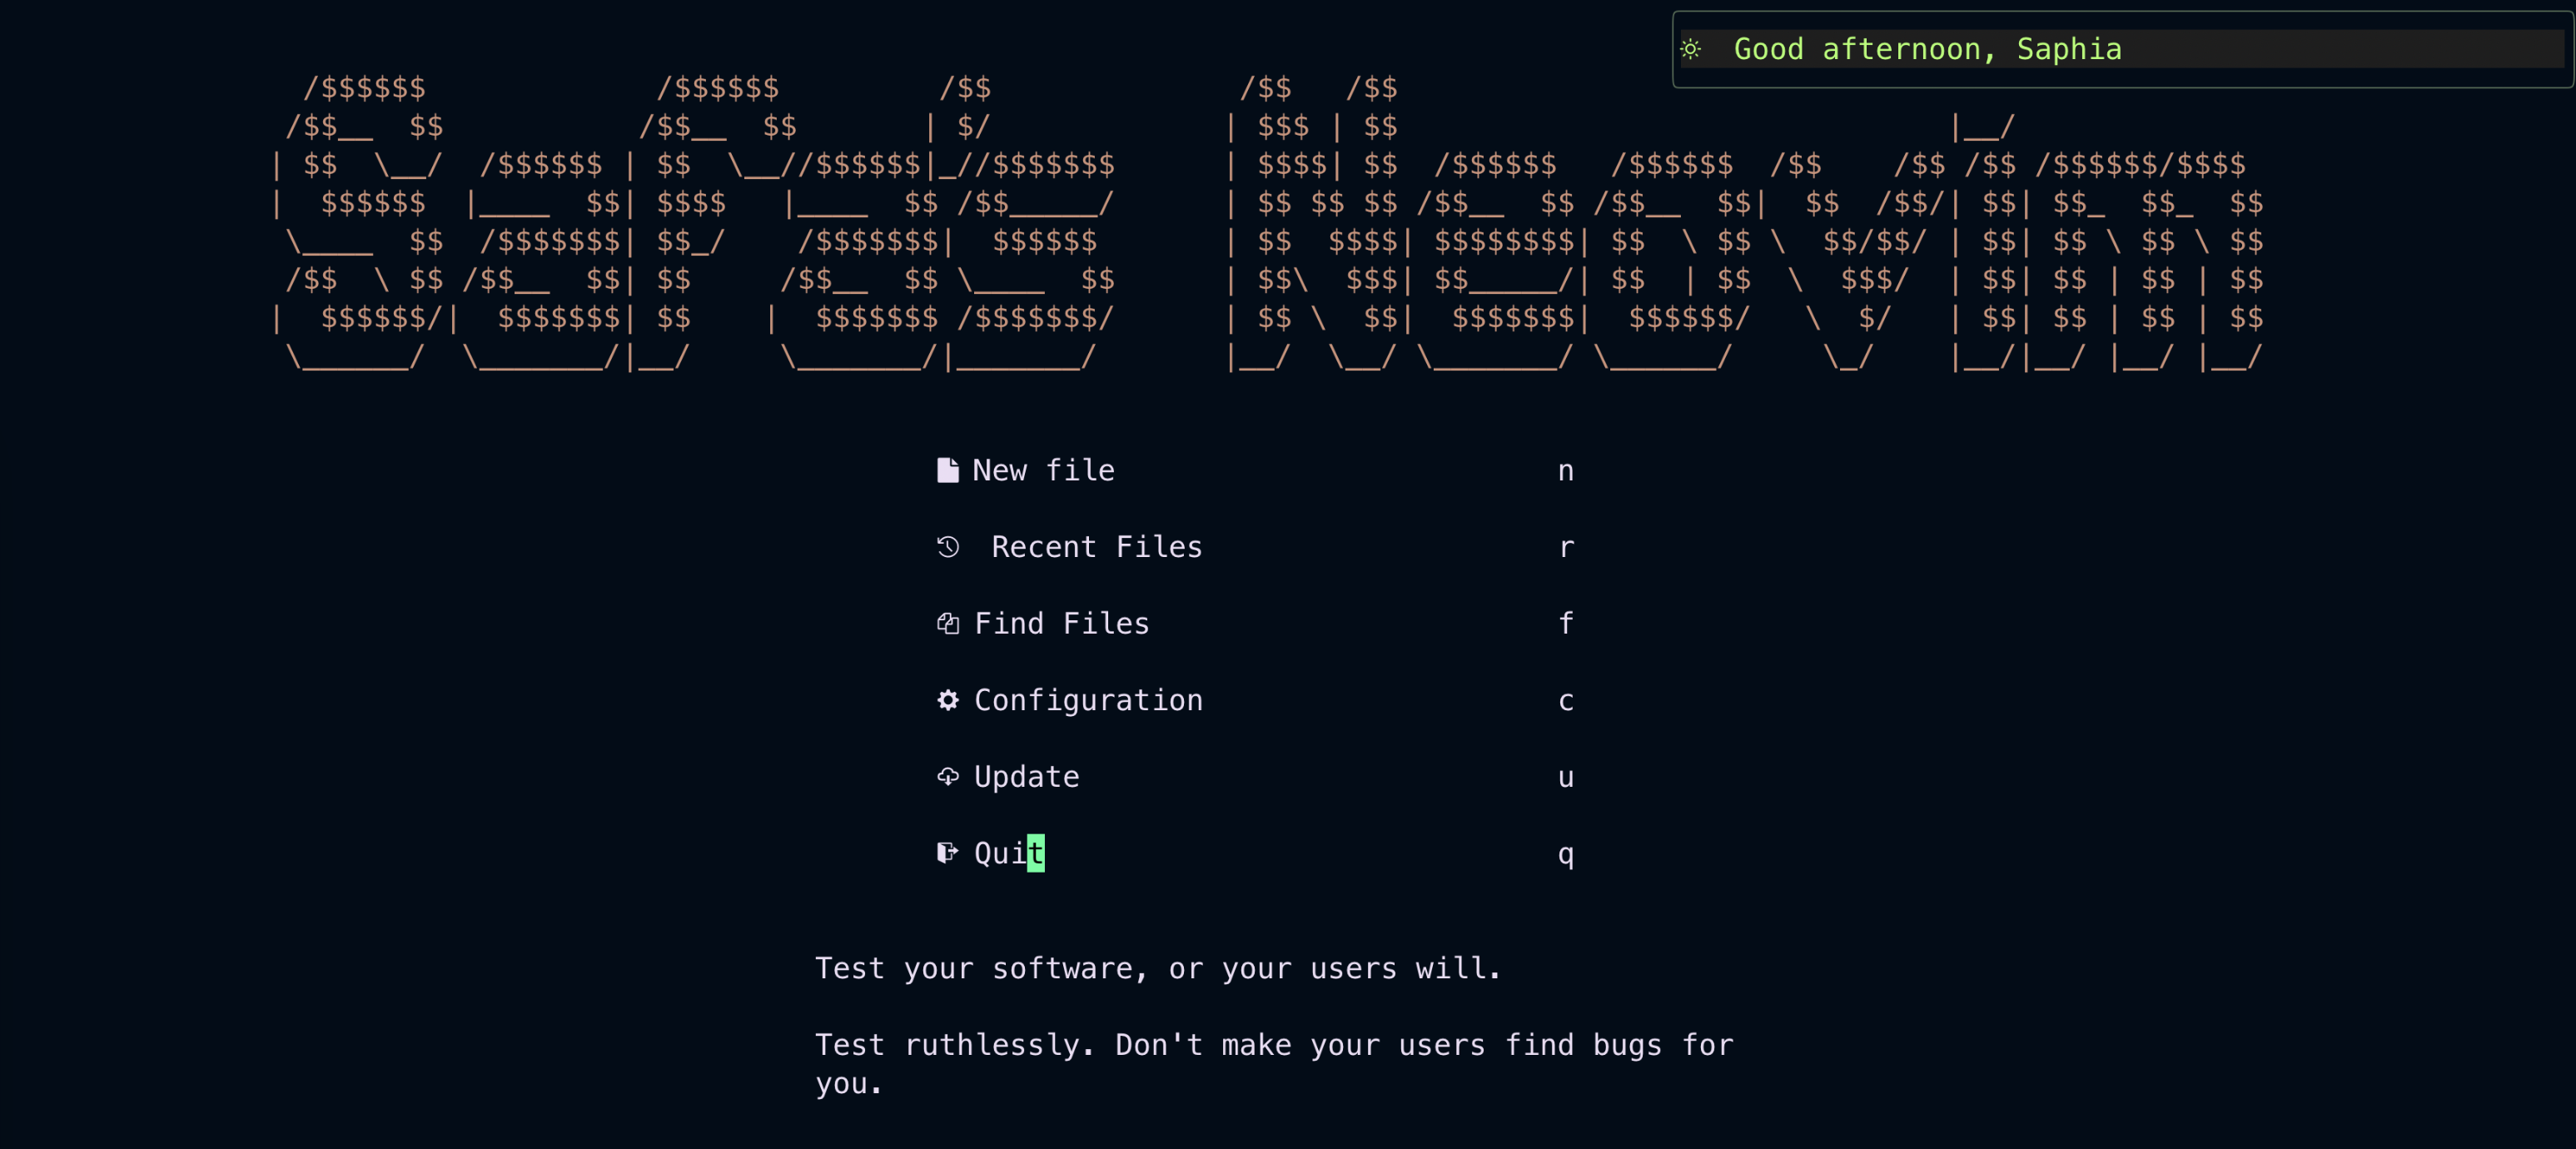 Good afternoon, Saphia
  /$$$$$$             /$$$$$$         /$$              /$$   /$$
 /$$__  $$           /$$__  $$       | $/             | $$$ | $$                               |__/
| $$  \__/  /$$$$$$ | $$  \__//$$$$$$|_//$$$$$$$      | $$$$| $$  /$$$$$$   /$$$$$$  /$$    /$$ /$$ /$$$$$$/$$$$
|  $$$$$$  |____  $$| $$$$   |____  $$ /$$_____/      | $$ $$ $$ /$$__  $$ /$$__  $$|  $$  /$$/| $$| $$_  $$_  $$
 \____  $$  /$$$$$$$| $$_/    /$$$$$$$|  $$$$$$       | $$  $$$$| $$$$$$$$| $$  \ $$ \  $$/$$/ | $$| $$ \ $$ \ $$
 /$$  \ $$ /$$__  $$| $$     /$$__  $$ \____  $$      | $$\  $$$| $$_____/| $$  | $$  \  $$$/  | $$| $$ | $$ | $$
|  $$$$$$/|  $$$$$$$| $$    |  $$$$$$$ /$$$$$$$/      | $$ \  $$|  $$$$$$$|  $$$$$$/   \  $/   | $$| $$ | $$ | $$
 \______/  \_______/|__/     \_______/|_______/       |__/  \__/ \_______/ \______/     \_/    |__/|__/ |__/ |__/
New file n
Recent Files r
Find Files f
Configuration c
Update u
Quit q
Test your software, or your users will.
Test ruthlessly. Don't make your users find bugs for
you.